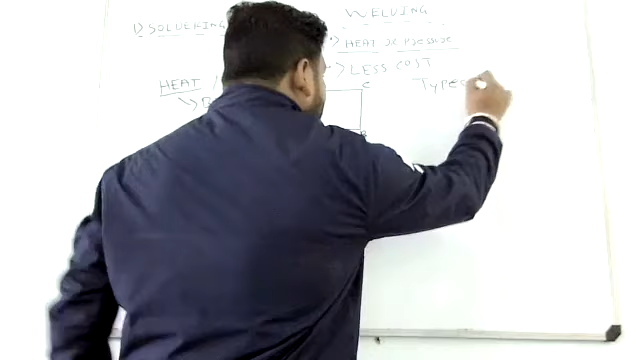 WELDING
1) SOLDERING
HEAT or PRESSURE
LESS COST
HEAT
C
Types
B